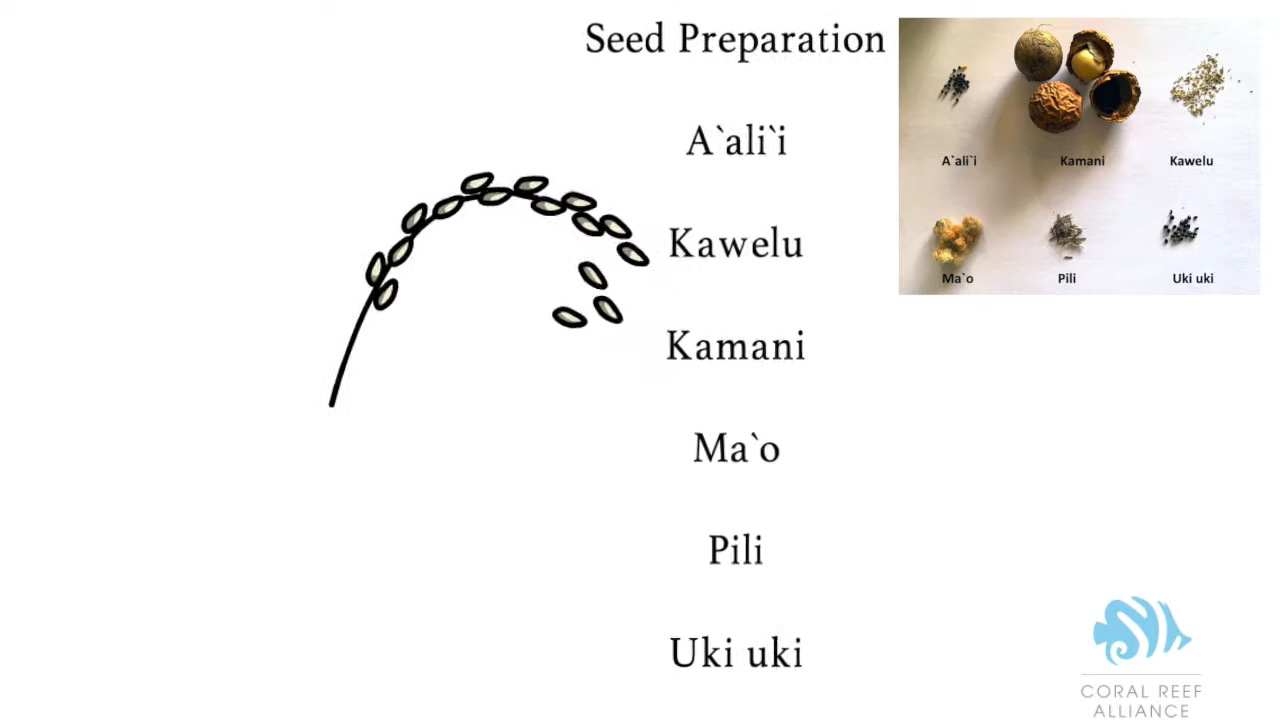 Seed Preparation
A`ali`i
Kawelu
Kamani
Ma`o
Pili
Uki uki
A`ali`i
Kamani
Kawelu
Ma`o
Pili
Uki uki
CORAL REEF
ALLIANCE